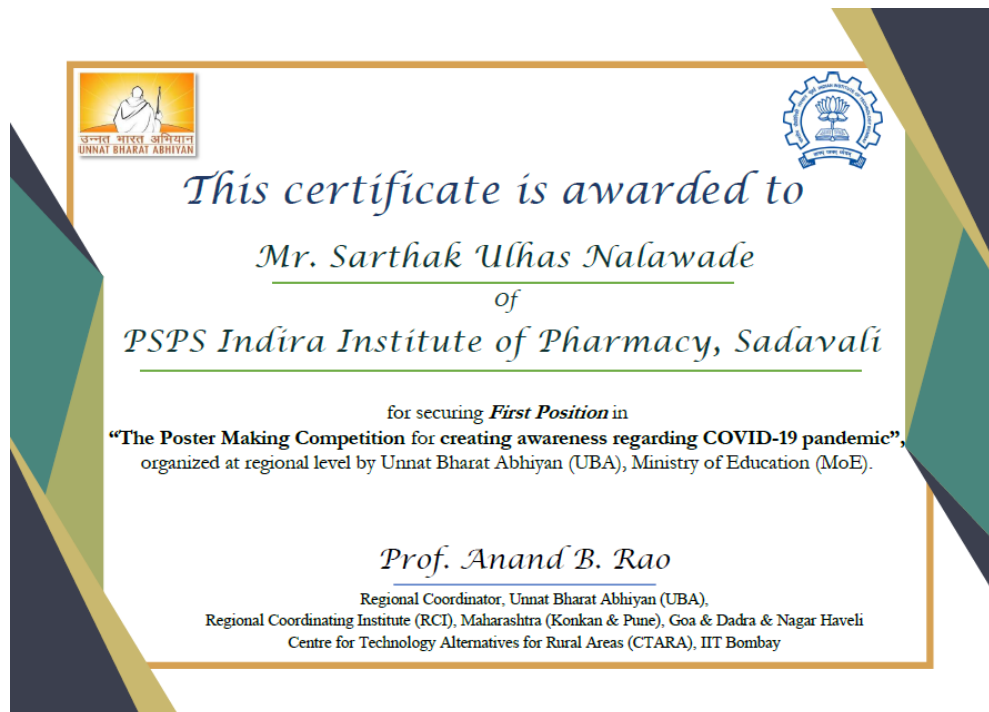 उन्नत भारत अभियान
UNNAT BHARAT ABHIYAN
This certificate is awarded to
Mr. Sarthak Ulhas Nalawade
Of
PSPS Indira Institute of Pharmacy, Sadavali
for securing First Position in
“The Poster Making Competition for creating awareness regarding COVID-19 pandemic”,
organized at regional level by Unnat Bharat Abhiyan (UBA), Ministry of Education (MoE).
Prof. Anand B. Rao
Regional Coordinator, Unnat Bharat Abhiyan (UBA),
Regional Coordinating Institute (RCI), Maharashtra (Konkan & Pune), Goa & Dadra & Nagar Haveli
Centre for Technology Alternatives for Rural Areas (CTARA), IIT Bombay